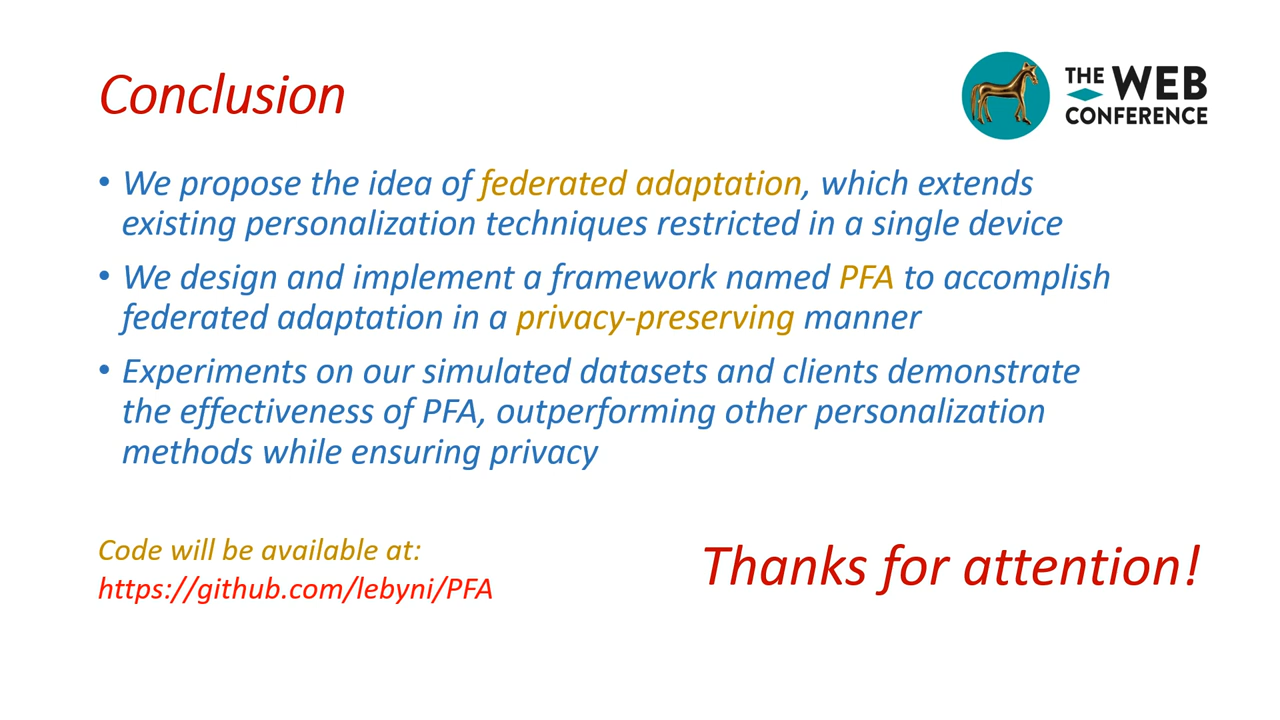 Conclusion
THE WEB
CONFERENCE
• We propose the idea of federated adaptation, which extends
existing personalization techniques restricted in a single device
• We design and implement a framework named PFA to accomplish
federated adaptation in a privacy-preserving manner
• Experiments on our simulated datasets and clients demonstrate
the effectiveness of PFA, outperforming other personalization
methods while ensuring privacy
Code will be available at:
https://github.com/lebyni/PFA
Thanks for attention!